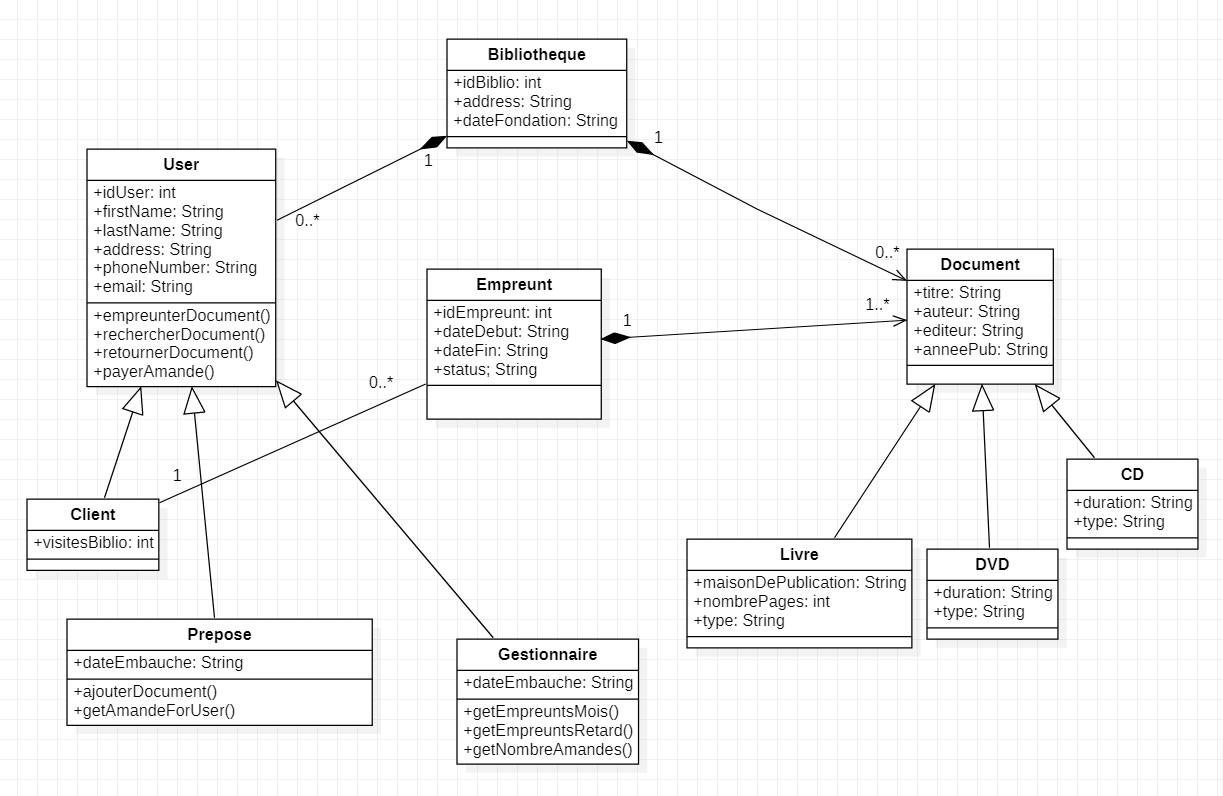 Bibliotheque
+idBiblio: int
+address: String
+dateFondation: String
1
1
0..*
0..*
User
+idUser: int
+firstName: String
+lastName: String
+address: String
+phoneNumber: String
+email: String
+empreunterDocument()
+rechercherDocument()
+retournerDocument()
+payerAmande()
Empreunt
+idEmpreunt: int
+dateDebut: String
+dateFin: String
+status; String
1
1..*
0..*
1
Document
+titre: String
+auteur: String
+editeur: String
+anneePub: String
Client
+visitesBiblio: int
Prepose
+dateEmbauche: String
+ajouterDocument()
+getAmandeForUser()
Gestionnaire
+dateEmbauche: String
+getEmpreuntsMois()
+getEmpreuntsRetard()
+getNombreAmandes()
Livre
+maisonDePublication: String
+nombrePages: int
+type: String
DVD
+duration: String
+type: String
CD
+duration: String
+type: String